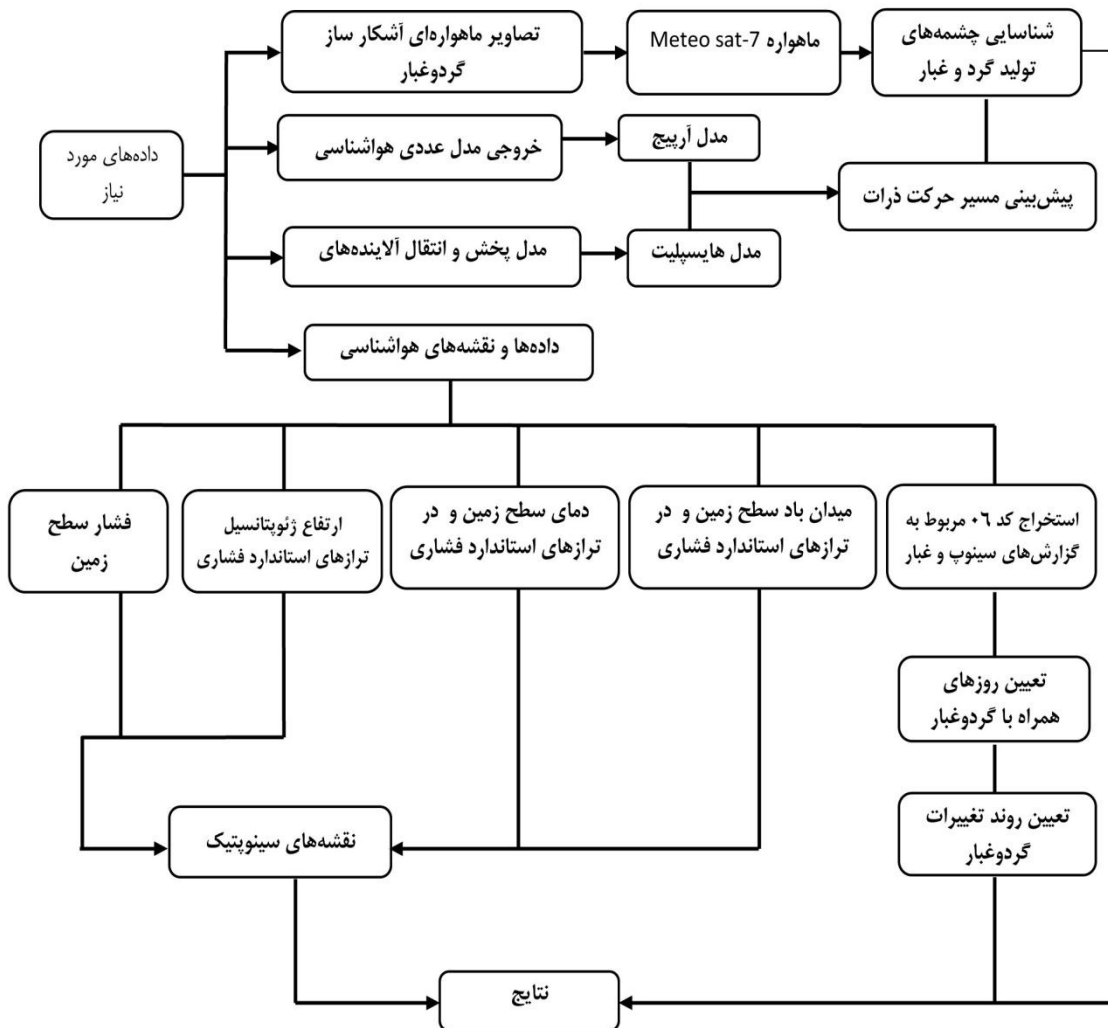 تصاویر ماهواره‌ای آشکار ساز
گردوغبار
ماهواره Meteo sat-7
شناسایی چشمه‌های
تولید گرد و غبار
داده‌های مورد
نیاز
خروجی مدل عددی هواشناسی
مدل آرپیج
پیش‌بینی مسیر حرکت ذرات
مدل پخش و انتقال آلاینده‌های
مدل هایسپلیت
داده‌ها و نقشه‌های هواشناسی
فشار سطح
زمین
ارتفاع ژئوپتانسیل
ترازهای استاندارد فشاری
دمای سطح زمین و در
ترازهای استاندارد فشاری
میدان باد سطح زمین و در
ترازهای استاندارد فشاری
استخراج کد ۰۶ مربوط به
گزارش‌های سینوپ و غبار
تعیین روزهای
همراه با گردوغبار
تعیین روند تغییرات
گردوغبار
نقشه‌های سینوپتیک
نتایج